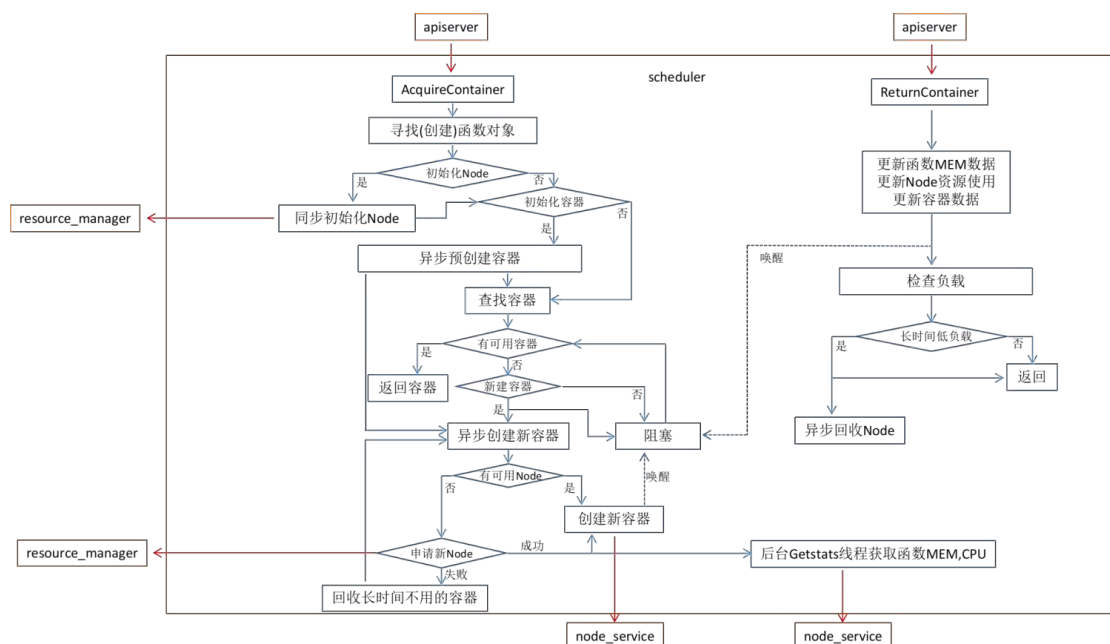 apiserver
apiserver
scheduler
AcquireContainer
ReturnContainer
寻找(创建)函数对象
更新函数MEM数据
更新Node资源使用
更新容器数据
初始化Node
是
否
resource_manager
同步初始化Node
初始化容器
否
是
唤醒
异步预创建容器
检查负载
查找容器
有可用容器
是
否
长时间低负载
是
否
返回容器
新建容器
否
返回
是
异步创建新容器
阻塞
异步回收Node
有可用Node
唤醒
否
是
创建新容器
resource_manager
申请新Node
成功
后台Getstats线程获取函数MEM,CPU
失败
回收长时间不用的容器
node_service
node_service